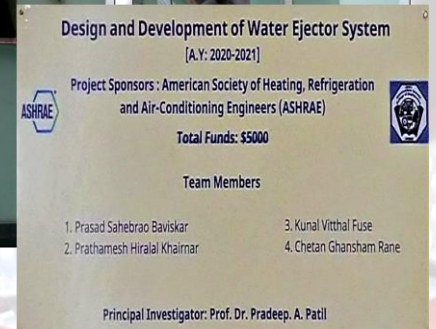 Design and Development of Water Ejector System
[A.Y: 2020-2021]
Project Sponsors : American Society of Heating, Refrigeration
and Air-Conditioning Engineers (ASHRAE)
ASHRAE
Total Funds: $5000
Team Members
1. Prasad Sahebrao Baviskar
3. Kunal Vitthal Fuse
2. Prathamesh Hiralal Khairnar
4. Chetan Ghansham Rane
Principal Investigator: Prof. Dr. Pradeep. A. Patil